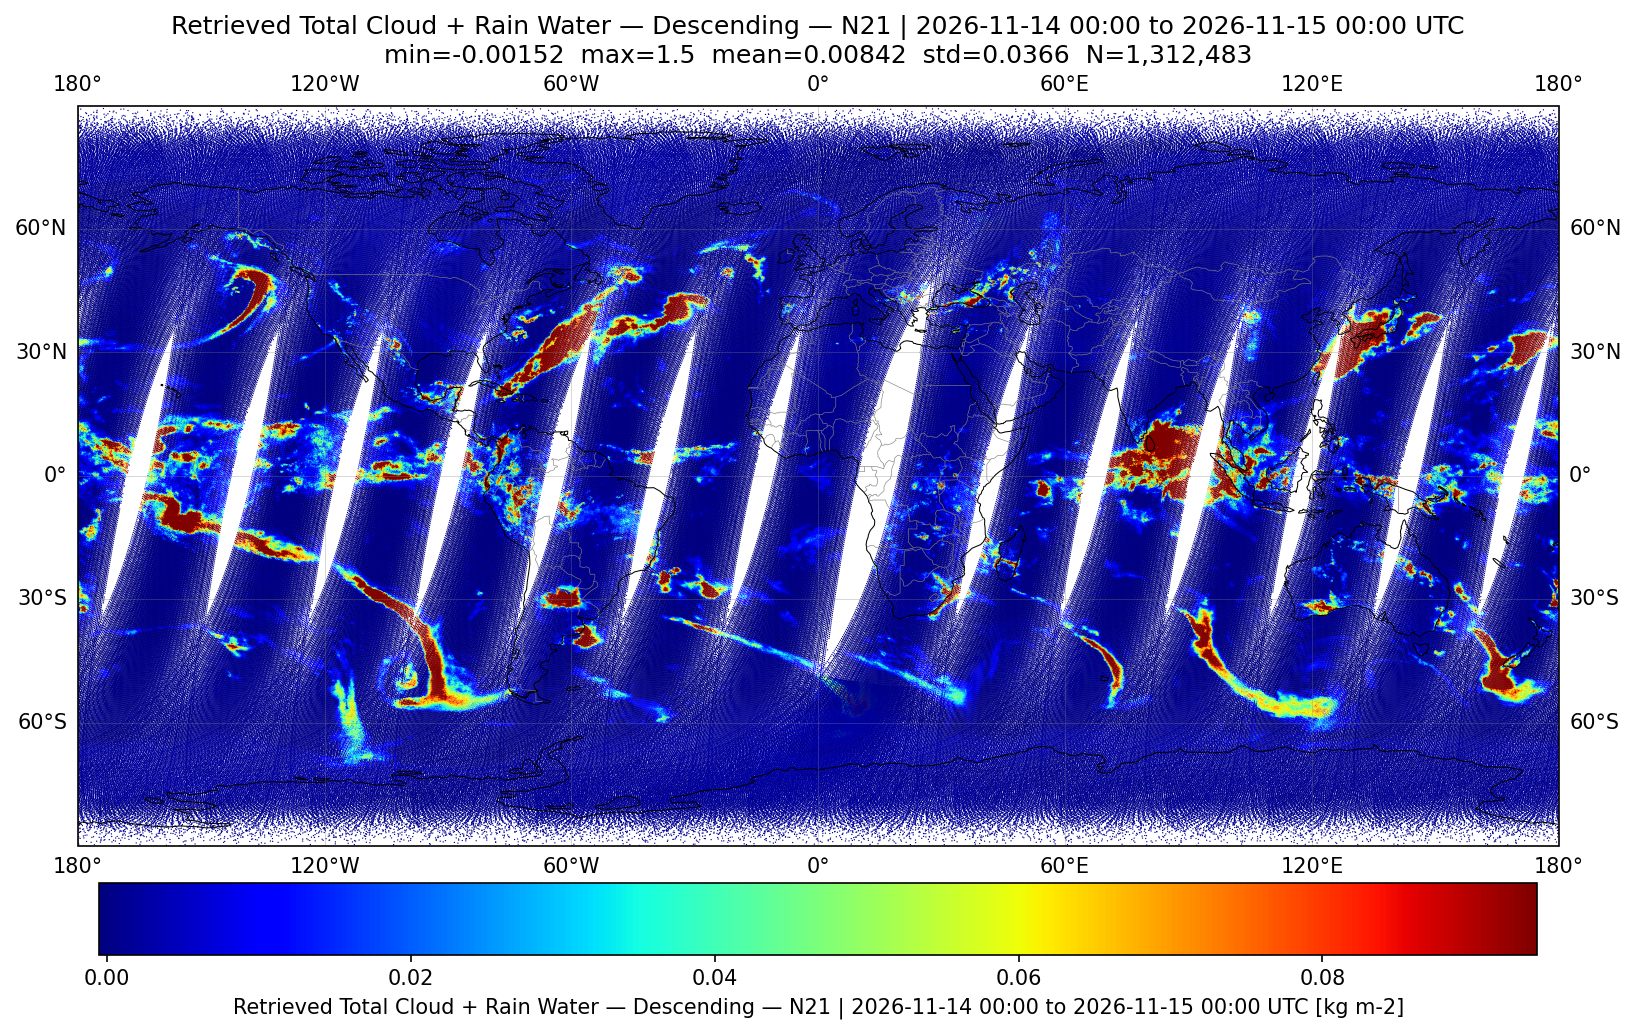 Retrieved Total Cloud + Rain Water — Descending — N21 | 2026-11-14 00:00 to 2026-11-15 00:00 UTC
min=-0.00152  max=1.5  mean=0.00842  std=0.0366  N=1,312,483
180° 120°W 60°W 0° 60°E 120°E 180°
60°N 60°N
30°N 30°N
0° 0°
30°S 30°S
60°S 60°S
180° 120°W 60°W 0° 60°E 120°E 180°
0.00 0.02 0.04 0.06 0.08
Retrieved Total Cloud + Rain Water — Descending — N21 | 2026-11-14 00:00 to 2026-11-15 00:00 UTC [kg m-2]